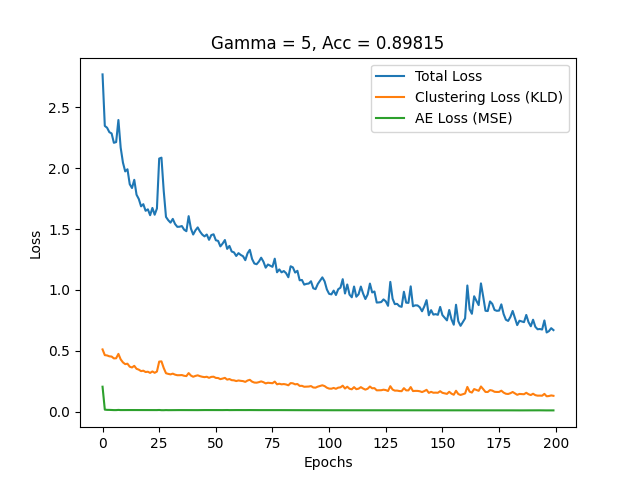 Gamma = 5, Acc = 0.89815
Total Loss
Clustering Loss (KLD)
AE Loss (MSE)
Loss
2.5
2.0
1.5
1.0
0.5
0.0
0 25 50 75 100 125 150 175 200
Epochs